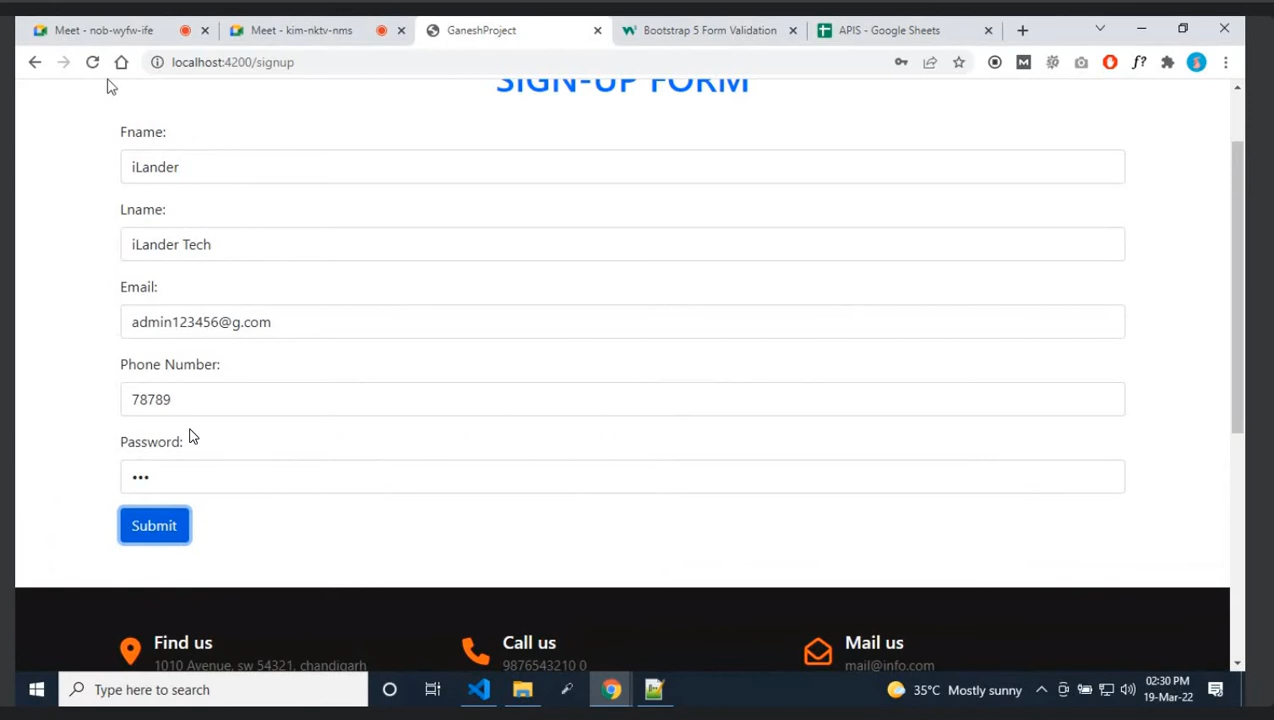 Meet - nob-wyfw-ife
Meet - kim-nktv-nms
GaneshProject
Bootstrap 5 Form Validation
APIS - Google Sheets
localhost:4200/signup
SIGN-UP FORM
Fname:
iLander
Lname:
iLander Tech
Email:
admin123456@g.com
Phone Number:
78789
Password:
•••
Submit
Find us
1010 Avenue, sw 54321, chandigarh
Call us
9876543210 0
Mail us
mail@info.com
Type here to search
35°C Mostly sunny
02:30 PM
19-Mar-22